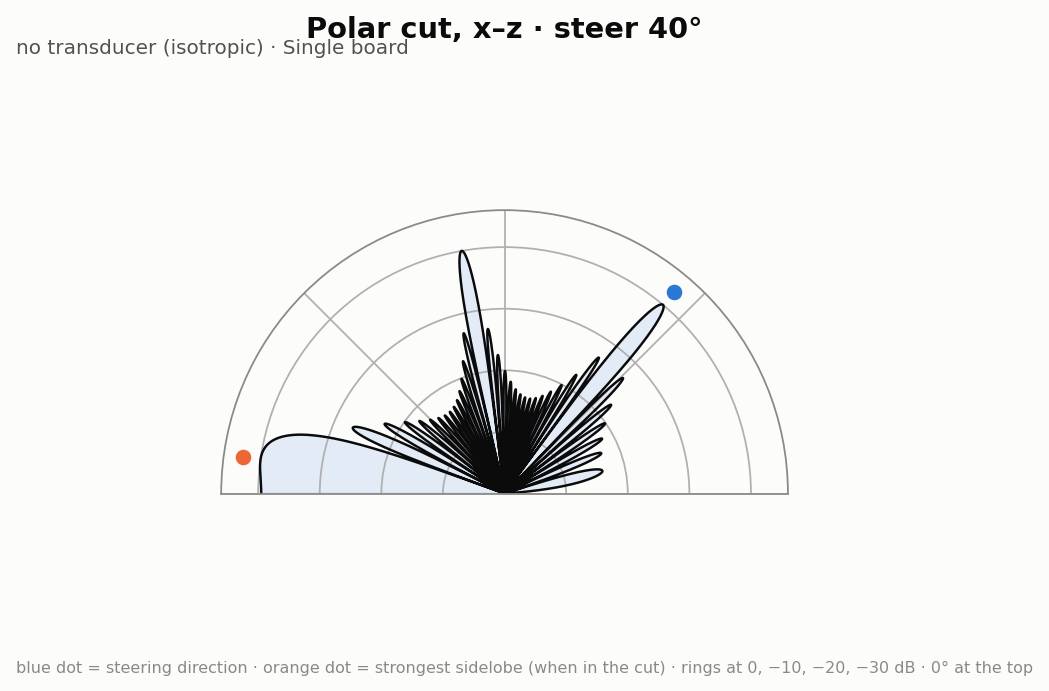 Polar cut, x–z · steer 40°
no transducer (isotropic) · Single board
blue dot = steering direction · orange dot = strongest sidelobe (when in the cut) · rings at 0, −10, −20, −30 dB · 0° at the top